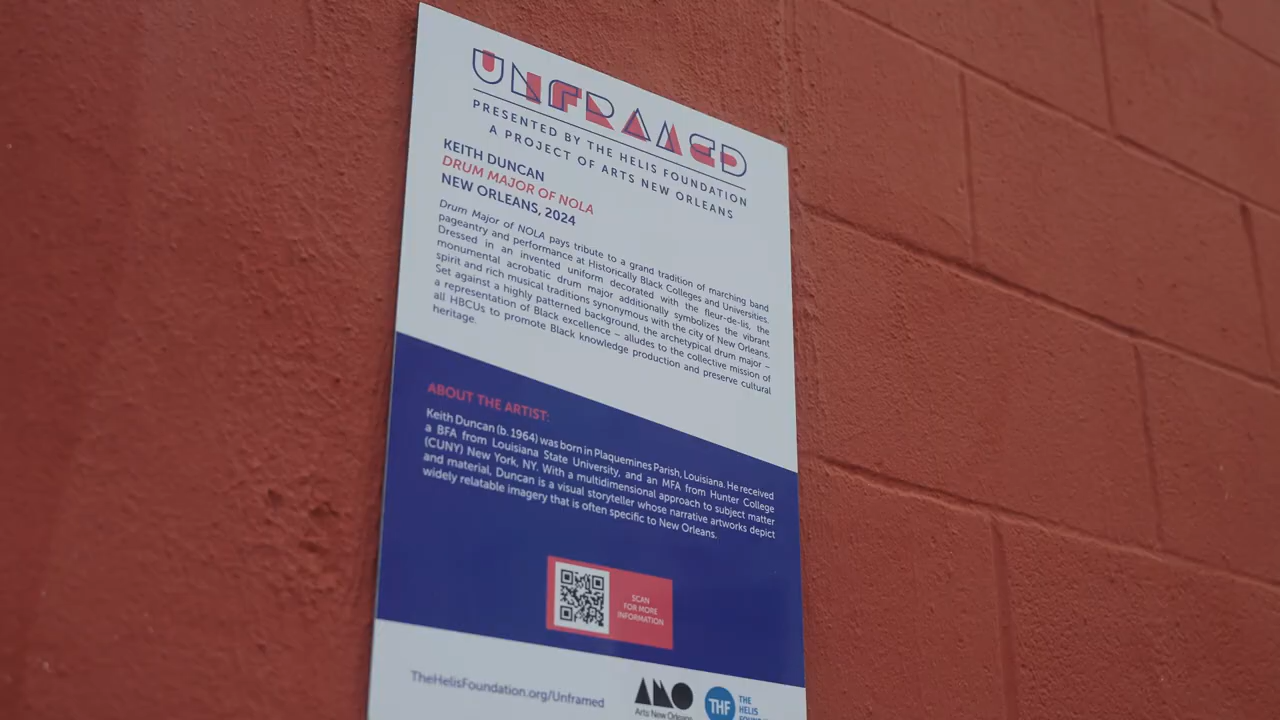 UNFRAMED
PRESENTED BY THE HELIS FOUNDATION
A PROJECT OF ARTS NEW ORLEANS
KEITH DUNCAN
DRUM MAJOR OF NOLA
NEW ORLEANS, 2024
Drum Major of NOLA pays tribute to a grand tradition of marching band
pageantry and performance at Historically Black Colleges and Universities.
Dressed in an invented uniform decorated with the fleur-de-lis, the
monumental acrobatic drum major additionally symbolizes the vibrant
spirit and rich musical traditions synonymous with the city of New Orleans.
Set against a highly patterned background, the archetypical drum major –
a representation of Black excellence – alludes to the collective mission of
all HBCUs to promote Black knowledge production and preserve cultural
heritage.
ABOUT THE ARTIST:
Keith Duncan (b. 1964) was born in Plaquemines Parish, Louisiana. He received
a BFA from Louisiana State University, and an MFA from Hunter College
(CUNY) New York, NY. With a multidimensional approach to subject matter
and material, Duncan is a visual storyteller whose narrative artworks depict
widely relatable imagery that is often specific to New Orleans.
SCAN
FOR MORE
INFORMATION
TheHelisFoundation.org/Unframed
ANO
Arts New Orleans
THF
THE
HELIS